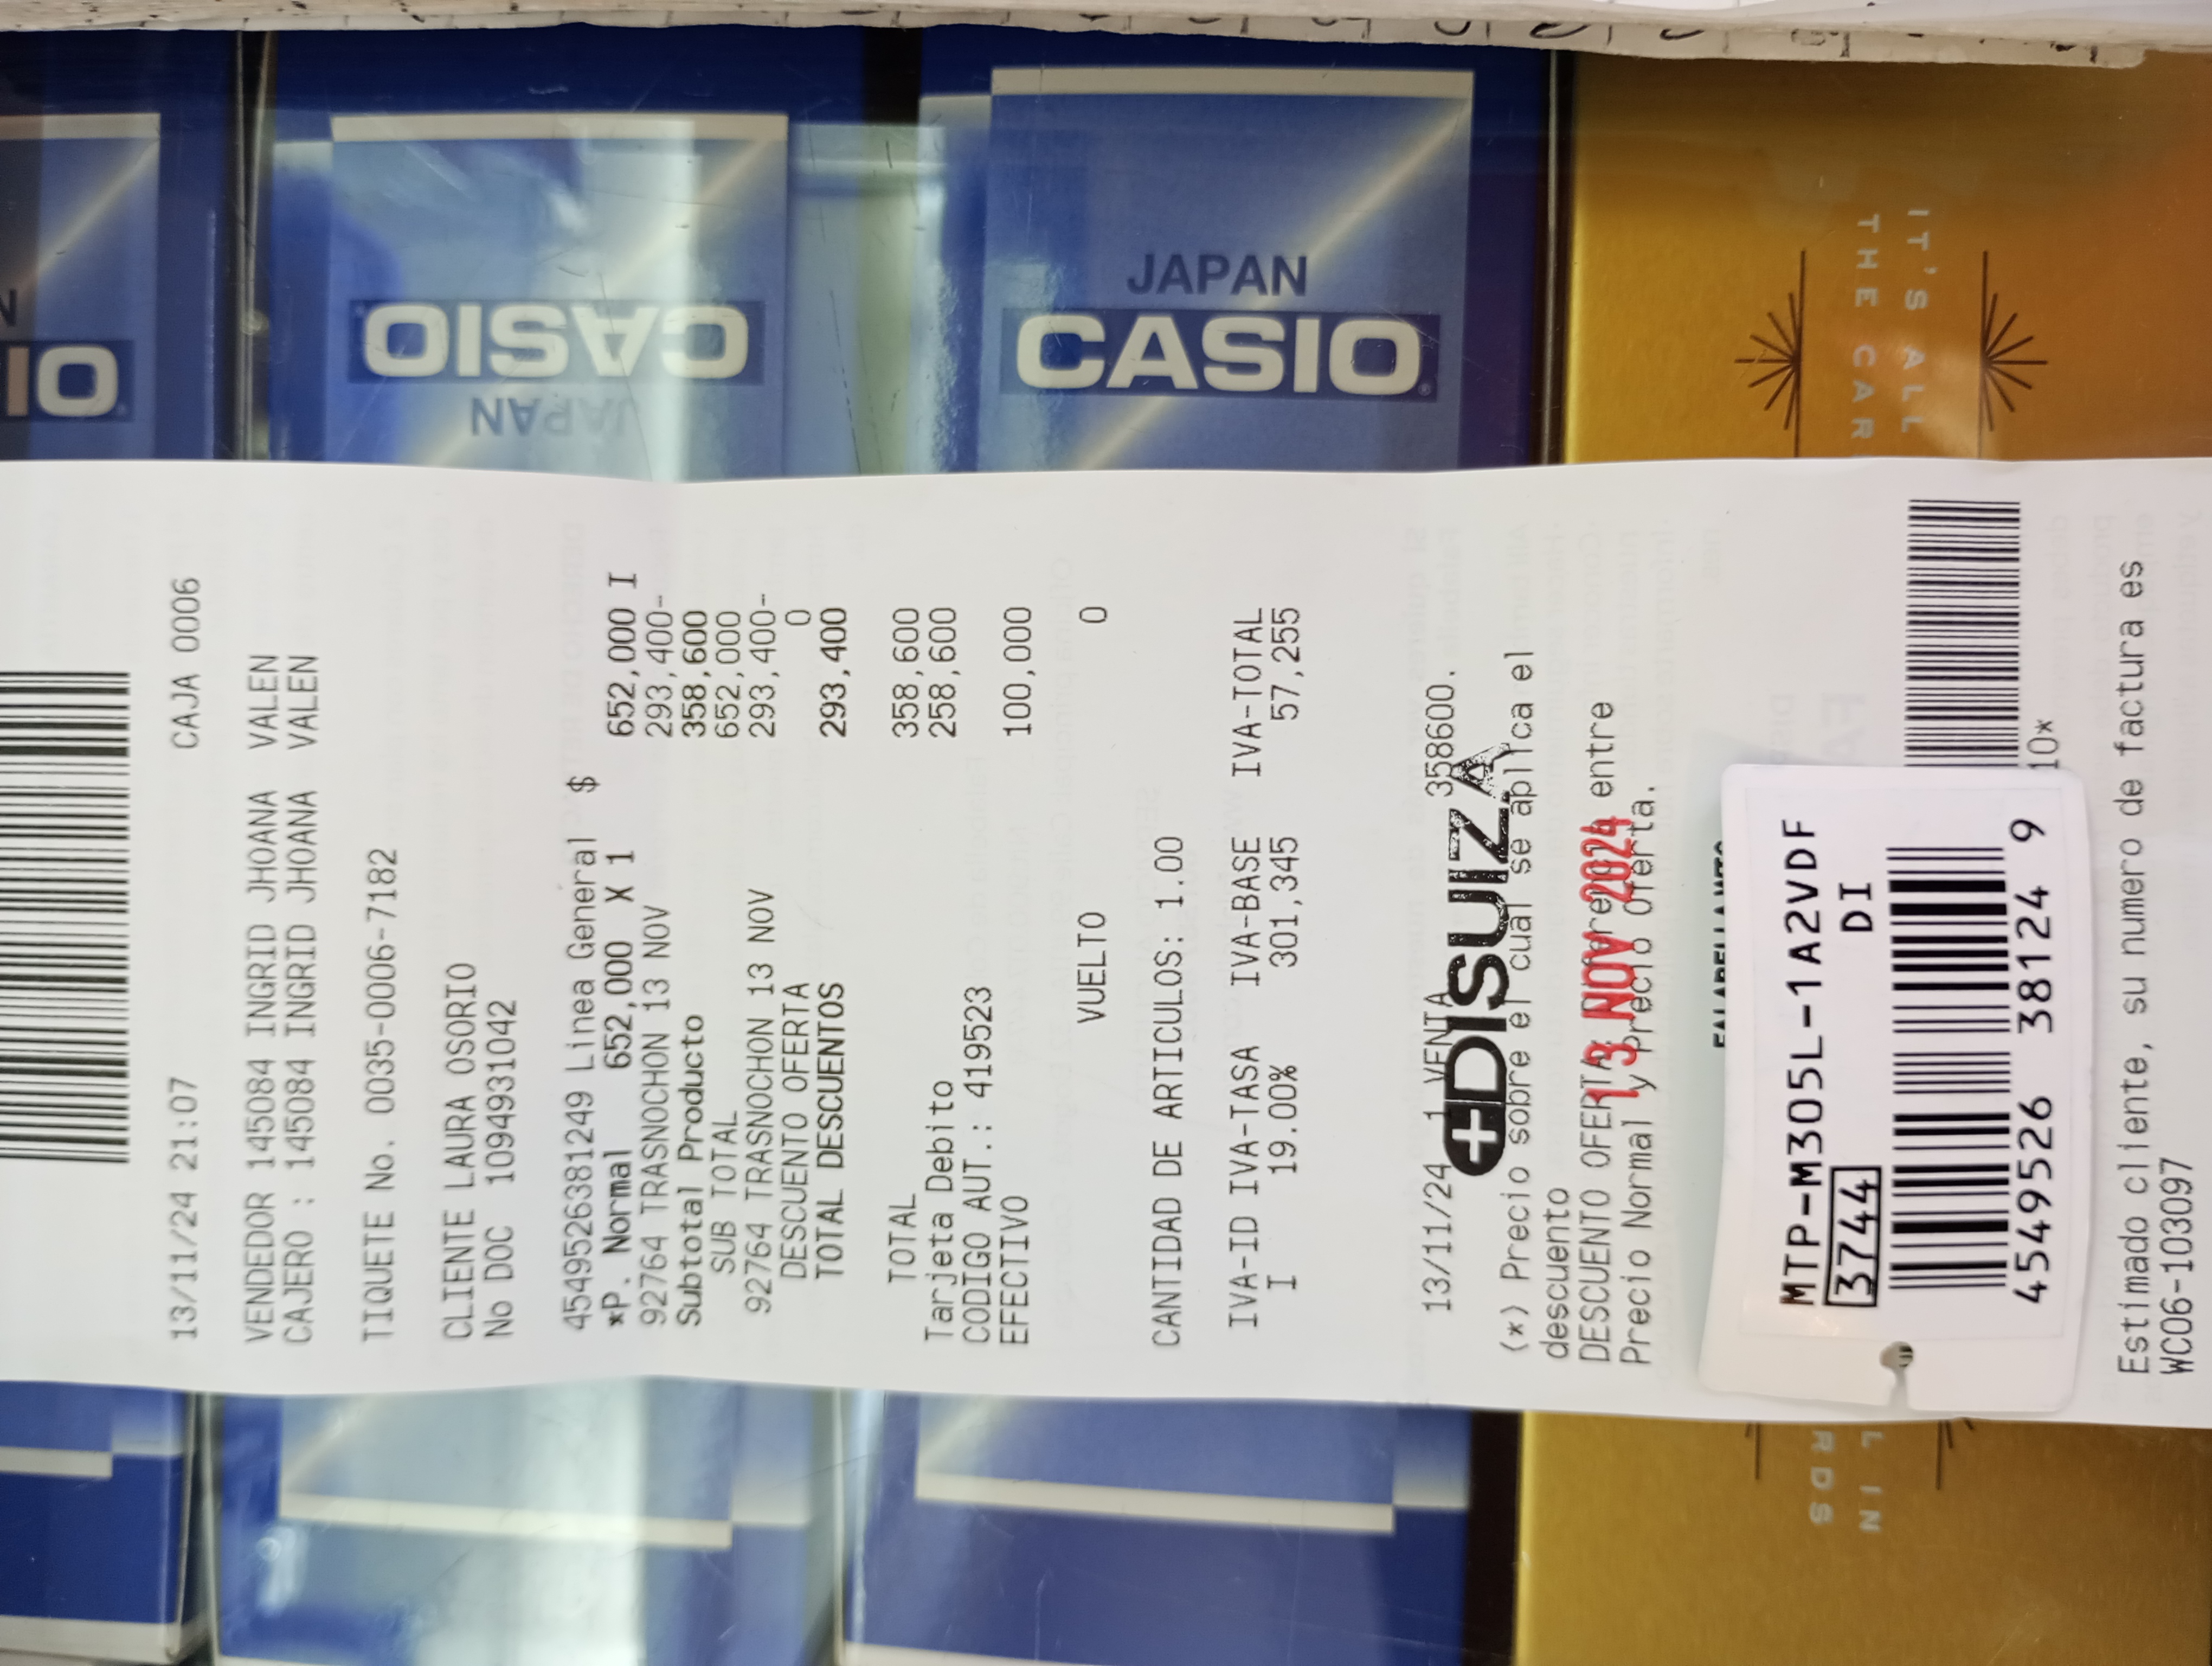 13/11/24 21:07 CAJA 0006
VENDEDOR 145084 INGRID JHOANA VALEN
CAJERO : 145084 INGRID JHOANA VALEN
TIQUETE No. 0035-0006-7182
CLIENTE LAURA OSORIO
No DOC 1094931042
4549526381249 Linea General $
*P. Normal 652,000 X 1 652,000 I
92764 TRASNOCHON 13 NOV 293,400-
Subtotal Producto 358,600
SUB TOTAL 652,000
92764 TRASNOCHON 13 NOV 293,400-
DESCUENTO OFERTA 0
TOTAL DESCUENTOS 293,400
TOTAL 358,600
Tarjeta Debito 258,600
CODIGO AUT.: 419523
EFECTIVO 100,000
VUELTO 0
CANTIDAD DE ARTICULOS: 1.00
IVA-ID IVA-TASA IVA-BASE IVA-TOTAL
I 19.00% 301,345 57,255
13/11/24 1 VENTA 358600.
+DISUIZA
(*) Precio sobre el cual se aplica el
descuento
DESCUENTO OFERTA: entre
13 NOV 2024
Precio Normal y precio Oferta.
MTP-M305L-1A2VDF
3744 DI
4549526 38124 9
10*
Estimado cliente, su numero de factura es
WC06-103097
CASIO
JAPAN
JAPAN
CASIO
IT'S ALL IN
THE CARDS